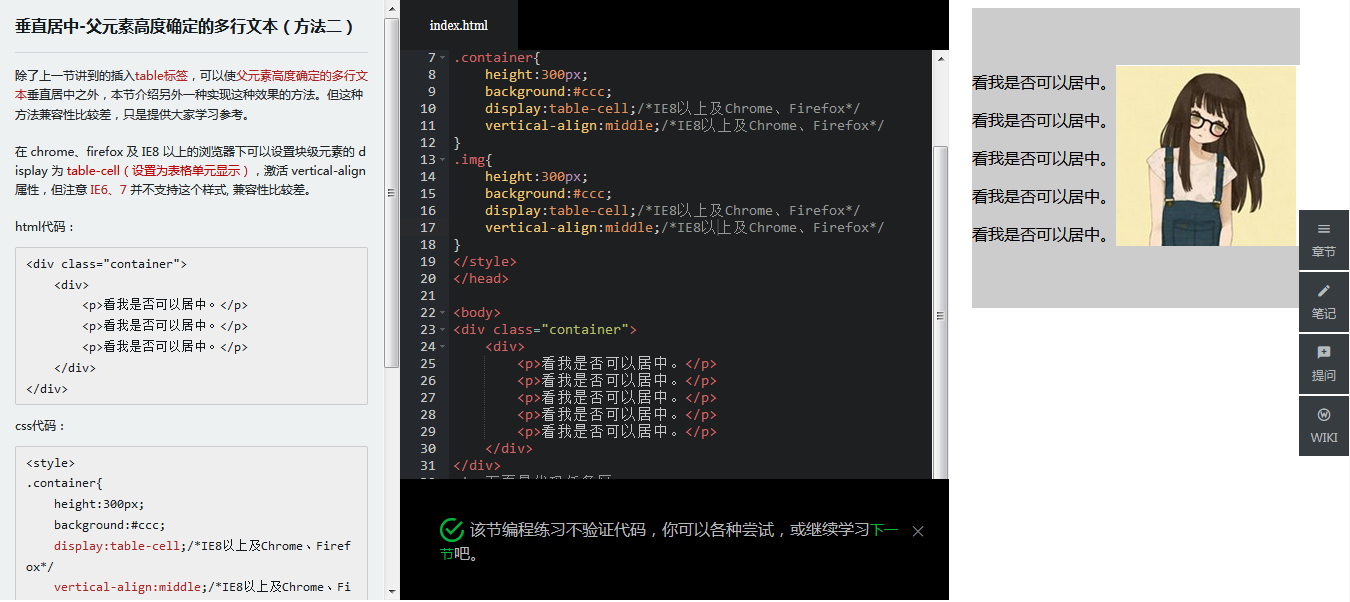 垂直居中-父元素高度确定的多行文本（方法二）
除了上一节讲到的插入table标签，可以使父元素高度确定的多行文
本垂直居中之外，本节介绍另外一种实现这种效果的方法。但这种
方法兼容性比较差，只是提供大家学习参考。
在 chrome、firefox 及 IE8 以上的浏览器下可以设置块级元素的 d
isplay 为 table-cell（设置为表格单元显示），激活 vertical-align
属性，但注意 IE6、7 并不支持这个样式, 兼容性比较差。
html代码：
<div class="container">
    <div>
        <p>看我是否可以居中。</p>
        <p>看我是否可以居中。</p>
        <p>看我是否可以居中。</p>
    </div>
</div>
css代码：
<style>
.container{
    height:300px;
    background:#ccc;
    display:table-cell;/*IE8以上及Chrome、Firef
ox*/
    vertical-align:middle;/*IE8以上及Chrome、Fi
index.html
7 .container{
8     height:300px;
9     background:#ccc;
10     display:table-cell;/*IE8以上及Chrome、Firefox*/
11     vertical-align:middle;/*IE8以上及Chrome、Firefox*/
12 }
13 .img{
14     height:300px;
15     background:#ccc;
16     display:table-cell;/*IE8以上及Chrome、Firefox*/
17     vertical-align:middle;/*IE8以上及Chrome、Firefox*/
18 }
19 </style>
20 </head>
21
22 <body>
23 <div class="container">
24     <div>
25         <p>看我是否可以居中。</p>
26         <p>看我是否可以居中。</p>
27         <p>看我是否可以居中。</p>
28         <p>看我是否可以居中。</p>
29         <p>看我是否可以居中。</p>
30     </div>
31 </div>
该节编程练习不验证代码，你可以各种尝试，或继续学习下一
节吧。
看我是否可以居中。
看我是否可以居中。
看我是否可以居中。
看我是否可以居中。
看我是否可以居中。
章节
笔记
提问
WIKI